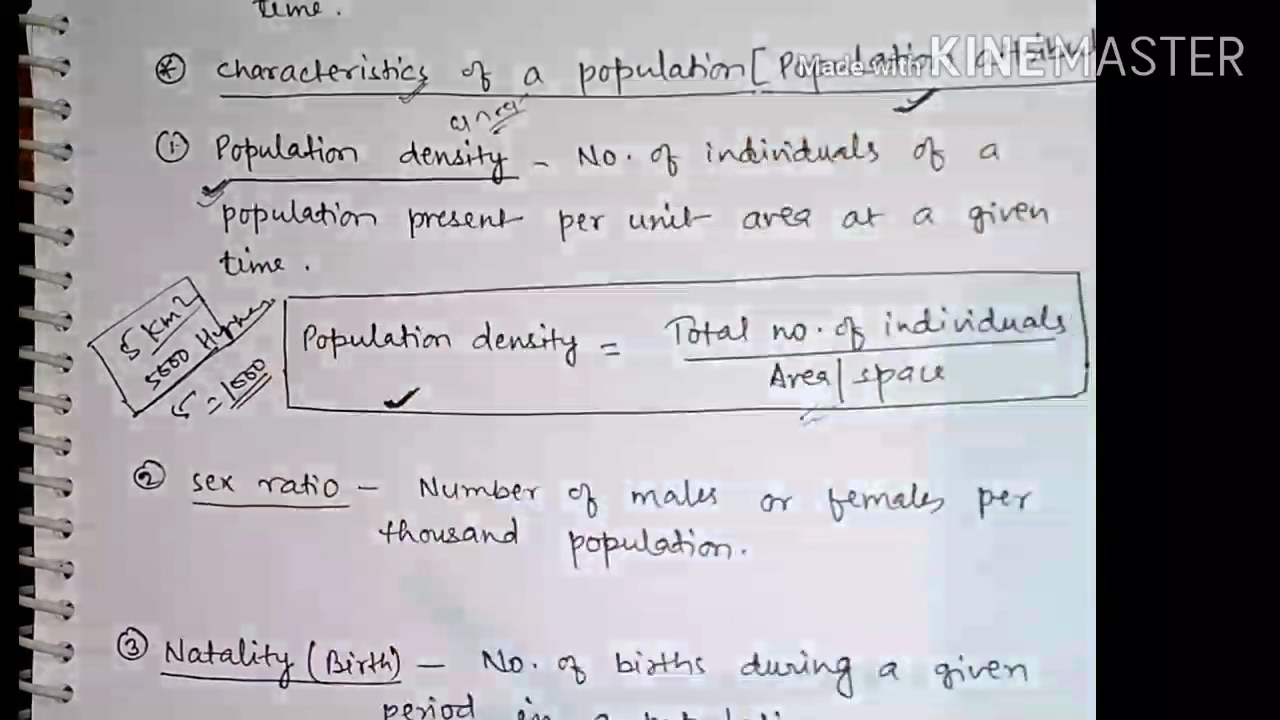 time.
* characteristics of a population [Population
Made with KINEMASTER
① Population density - No. of individuals of a
population present per unit area at a given
time.
5 Km2
5000
5 = 1000
Population density = Total no. of individuals
Area/space
② sex ratio - Number of males or females per
thousand population.
③ Natality (Birth) - No. of births during a given
period in a